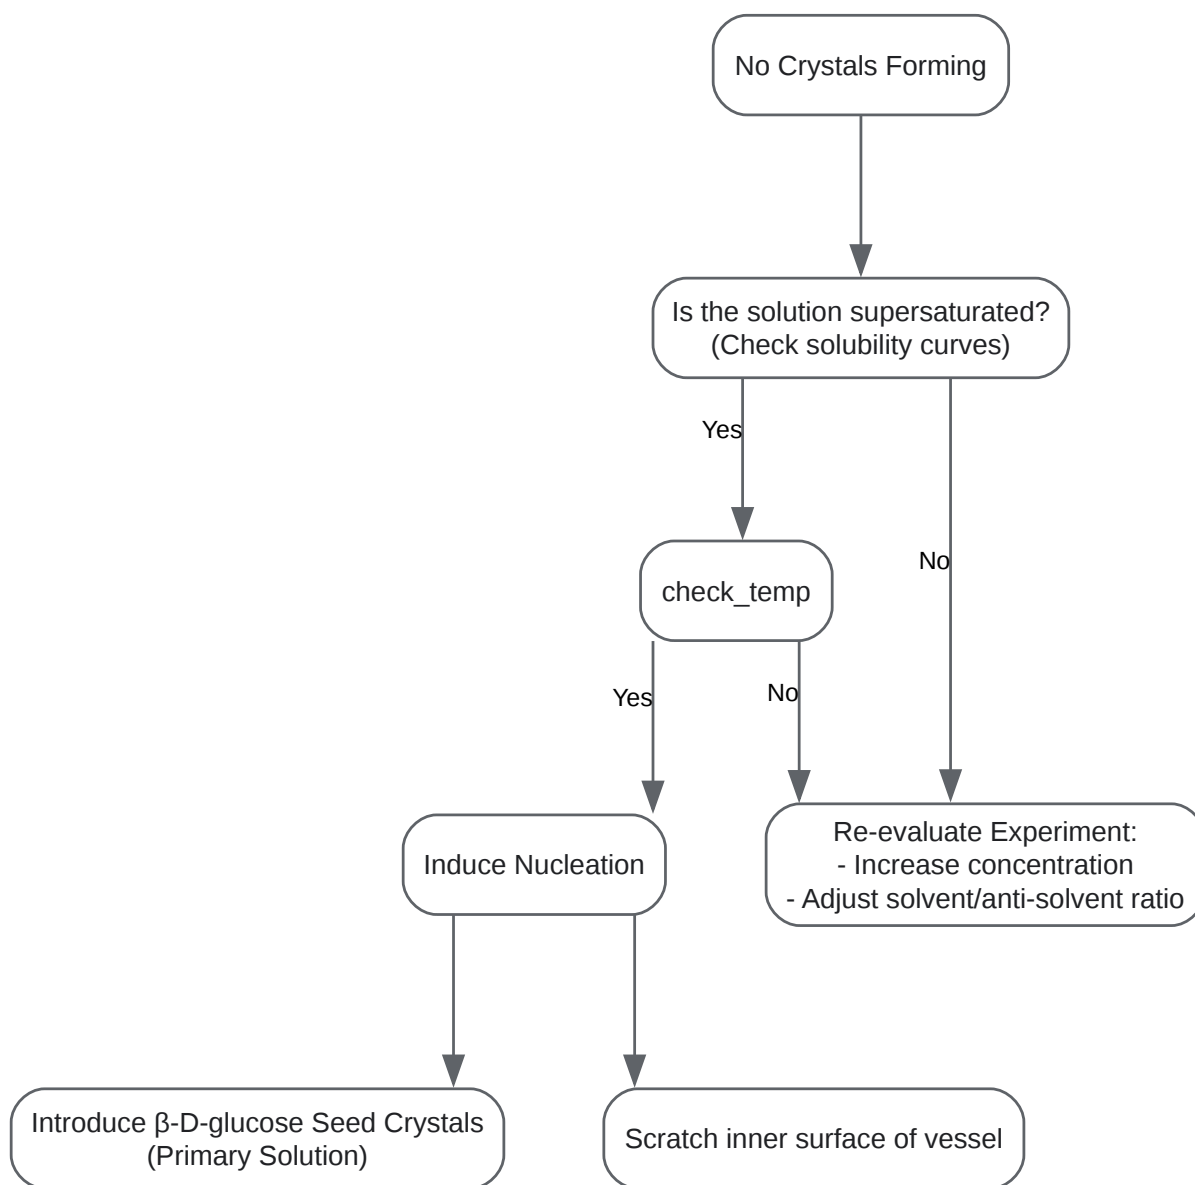 No Crystals Forming
Is the solution supersaturated?
(Check solubility curves)
Yes
No
check_temp
Yes
No
Induce Nucleation
Re-evaluate Experiment:
- Increase concentration
- Adjust solvent/anti-solvent ratio
Introduce β-D-glucose Seed Crystals
(Primary Solution)
Scratch inner surface of vessel